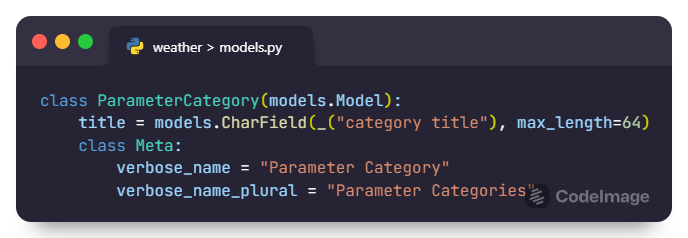 weather > models.py
class ParameterCategory(models.Model):
    title = models.CharField(_("category title"), max_length=64)
    class Meta:
        verbose_name = "Parameter Category"
        verbose_name_plural = "Parameter Categories"
CodeImage